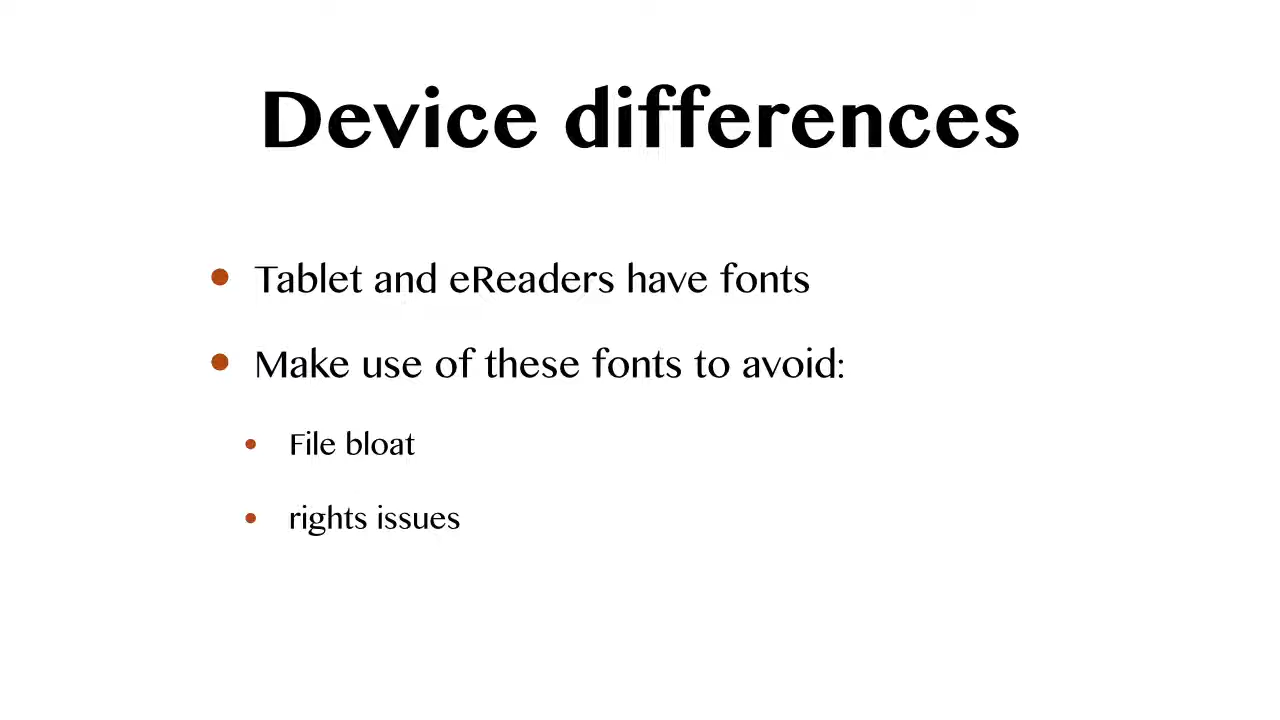 Device differences
Tablet and eReaders have fonts
Make use of these fonts to avoid:
File bloat
rights issues